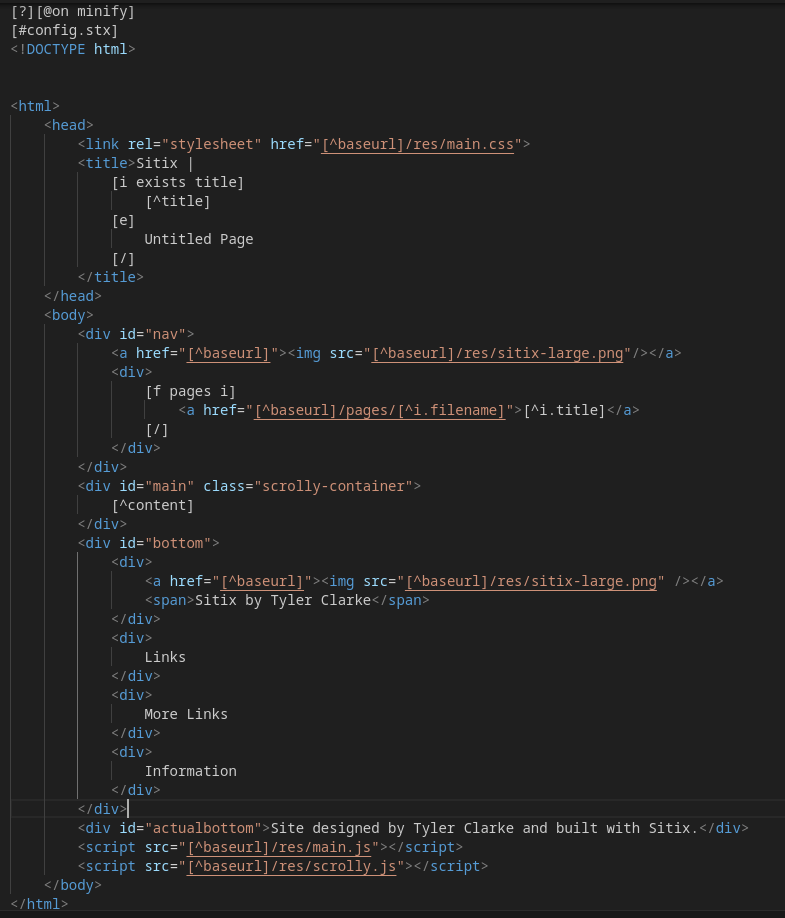 [?][@on minify]
[#config.stx]
<!DOCTYPE html>
<html>
<head>
<link rel="stylesheet" href="[^baseurl]/res/main.css">
<title>Sitix |
[i exists title]
[^title]
[e]
Untitled Page
[/]
</title>
</head>
<body>
<div id="nav">
<a href="[^baseurl]"><img src="[^baseurl]/res/sitix-large.png"/></a>
<div>
[f pages i]
<a href="[^baseurl]/pages/[^i.filename]">[^i.title]</a>
[/]
</div>
</div>
<div id="main" class="scrolly-container">
[^content]
</div>
<div id="bottom">
<div>
<a href="[^baseurl]"><img src="[^baseurl]/res/sitix-large.png" /></a>
<span>Sitix by Tyler Clarke</span>
</div>
<div>
Links
</div>
<div>
More Links
</div>
<div>
Information
</div>
</div>
<div id="actualbottom">Site designed by Tyler Clarke and built with Sitix.</div>
<script src="[^baseurl]/res/main.js"></script>
<script src="[^baseurl]/res/scrolly.js"></script>
</body>
</html>